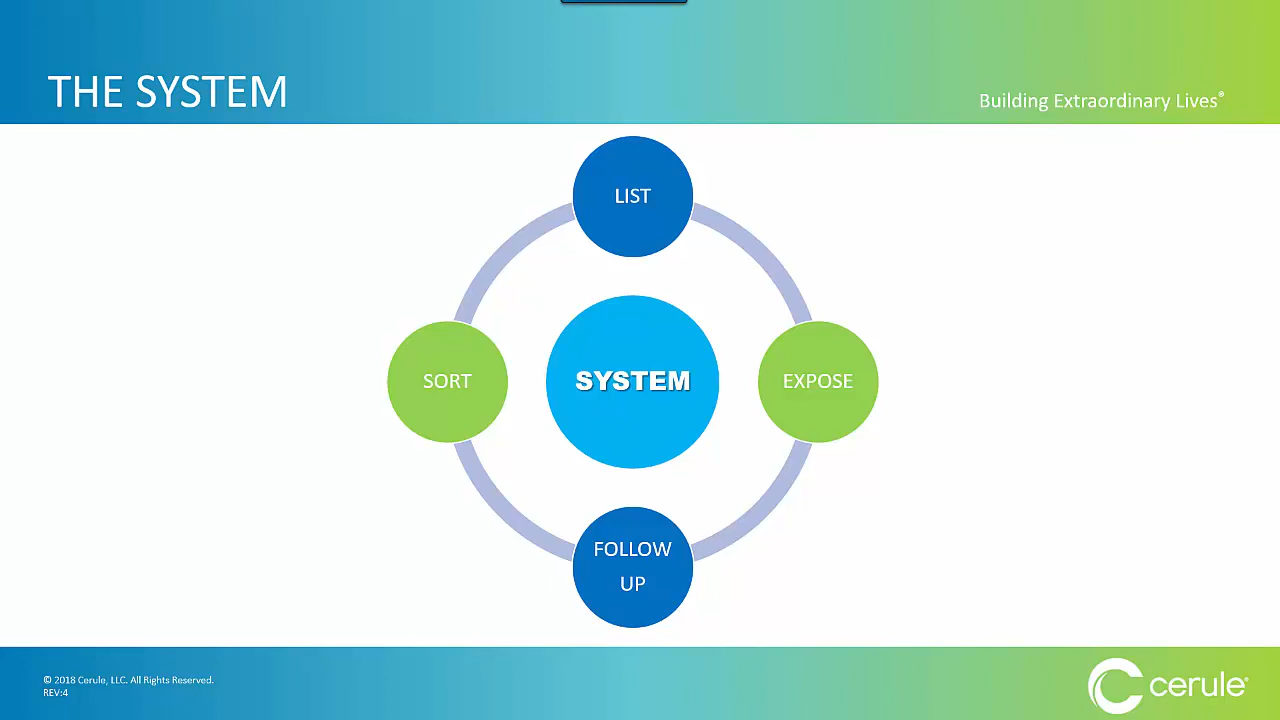 THE SYSTEM
Building Extraordinary Lives®
LIST
SORT
SYSTEM
EXPOSE
FOLLOW
UP
© 2018 Cerule, LLC. All Rights Reserved.
REV:4
cerule®